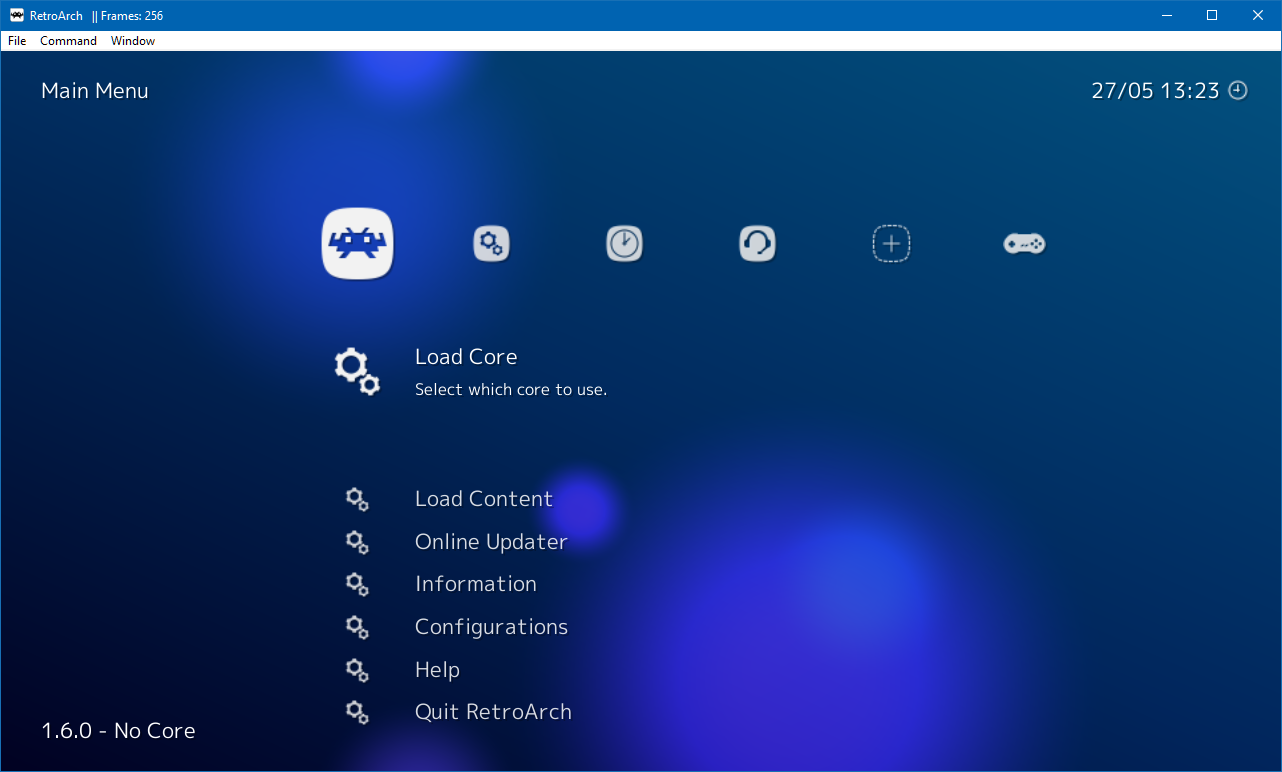 RetroArch || Frames: 256
File Command Window
Main Menu
27/05 13:23
Load Core
Select which core to use.
Load Content
Online Updater
Information
Configurations
Help
Quit RetroArch
1.6.0 - No Core